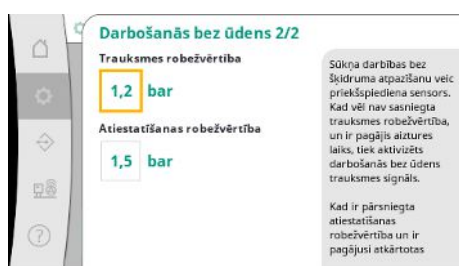 Darbošanās bez ūdens 2/2
Trauksmes robežvērtība
1,2 bar
Atiestatīšanas robežvērtība
1,5 bar
Sūkņa darbības bez
šķidruma atpazīšanu veic
priekšspiediena sensors.
Kad vēl nav sasniegta
trauksmes robežvērtība,
un ir pagājis aiztures
laiks, tiek aktivizēts
darbošanās bez ūdens
trauksmes signāls.
Kad ir pārsniegta
atiestatīšanas
robežvērtība un ir
pagājusi atkārtotas